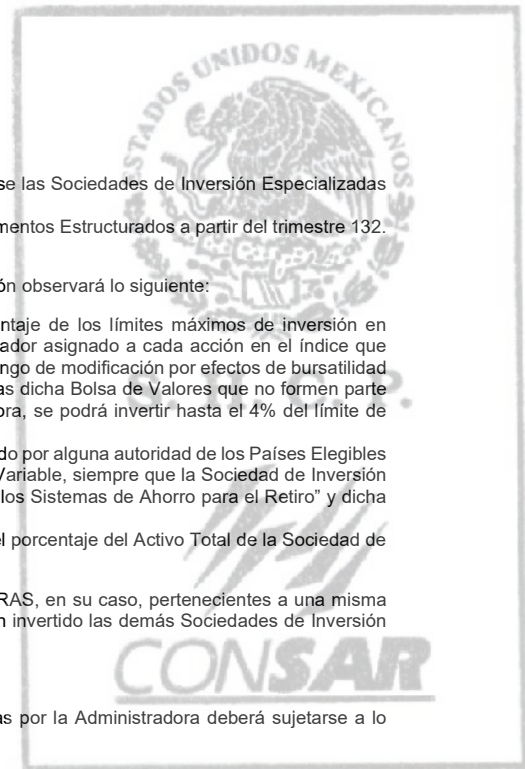 ESTADOS UNIDOS MEXICANOS
se las Sociedades de Inversión Especializadas
mentos Estructurados a partir del trimestre 132.
ón observará lo siguiente:
ntaje de los límites máximos de inversión en
ador asignado a cada acción en el índice que
ngo de modificación por efectos de bursatilidad
as dicha Bolsa de Valores que no formen parte
S. H. C. P.
ora, se podrá invertir hasta el 4% del límite de
do por alguna autoridad de los Países Elegibles
Variable, siempre que la Sociedad de Inversión
los Sistemas de Ahorro para el Retiro” y dicha
el porcentaje del Activo Total de la Sociedad de
RAS, en su caso, pertenecientes a una misma
n invertido las demás Sociedades de Inversión
CONSAR
as por la Administradora deberá sujetarse a lo